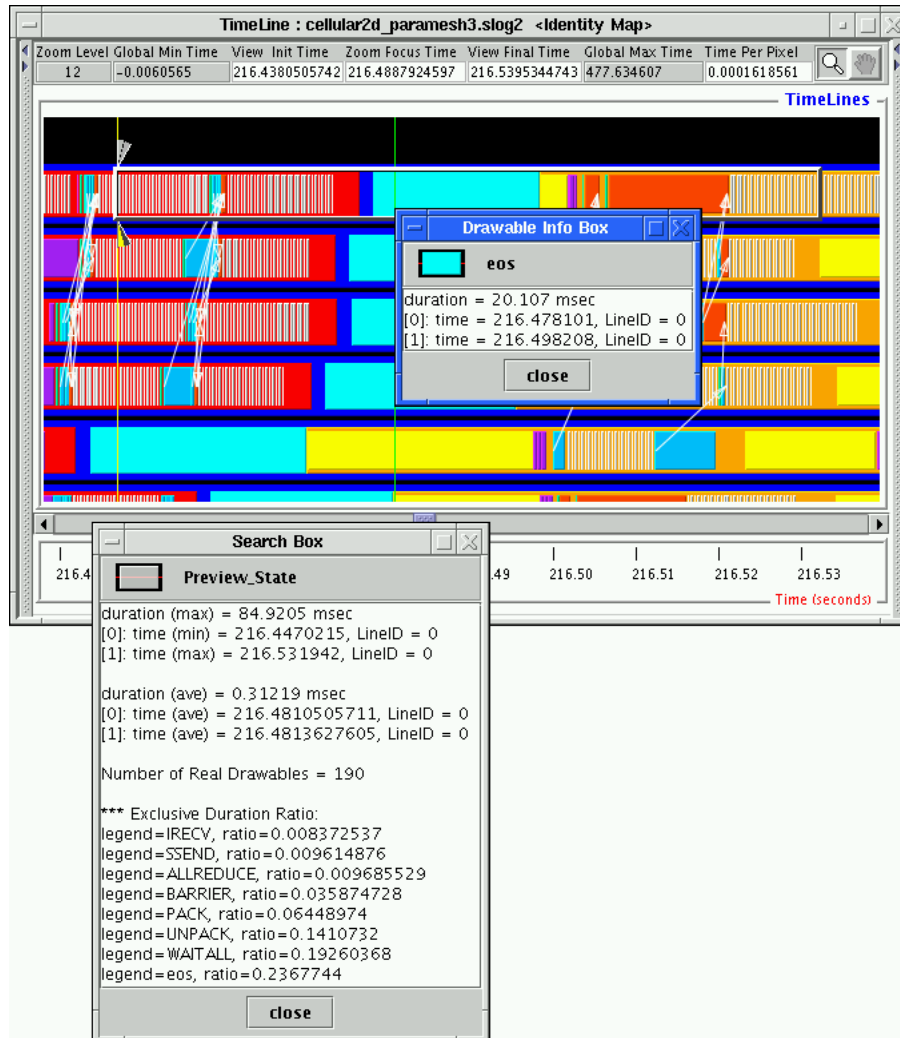 TimeLine : cellular2d_paramesh3.slog2 <Identity Map>
Zoom Level Global Min Time View Init Time Zoom Focus Time View Final Time Global Max Time Time Per Pixel
12 -0.0060565 216.4380505742 216.4887924597 216.5395344743 477.634607 0.0001618561
TimeLines
Drawable Info Box
eos
duration = 20.107 msec
[0]: time = 216.478101, LineID = 0
[1]: time = 216.498208, LineID = 0
close
216.4 .49 216.50 216.51 216.52 216.53
Time (seconds)
Search Box
Preview_State
duration (max) = 84.9205 msec
[0]: time (min) = 216.4470215, LineID = 0
[1]: time (max) = 216.531942, LineID = 0
duration (ave) = 0.31219 msec
[0]: time (ave) = 216.4810505711, LineID = 0
[1]: time (ave) = 216.4813627605, LineID = 0
Number of Real Drawables = 190
*** Exclusive Duration Ratio:
legend=IRECV, ratio=0.008372537
legend=SSEND, ratio=0.009614876
legend=ALLREDUCE, ratio=0.009685529
legend=BARRIER, ratio=0.035874728
legend=PACK, ratio=0.06448974
legend=UNPACK, ratio=0.1410732
legend=WAITALL, ratio=0.19260368
legend=eos, ratio=0.2367744
close